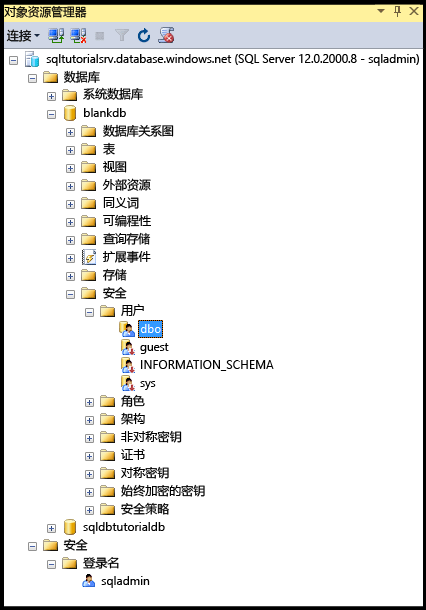 对象资源管理器
连接
sqltutorialsrv.database.windows.net (SQL Server 12.0.2000.8 - sqladmin)
数据库
系统数据库
blankdb
数据库关系图
表
视图
外部资源
同义词
可编程性
查询存储
扩展事件
存储
安全
用户
dbo
guest
INFORMATION_SCHEMA
sys
角色
架构
非对称密钥
证书
对称密钥
始终加密的密钥
安全策略
sqldbtutorialdb
安全
登录名
sqladmin